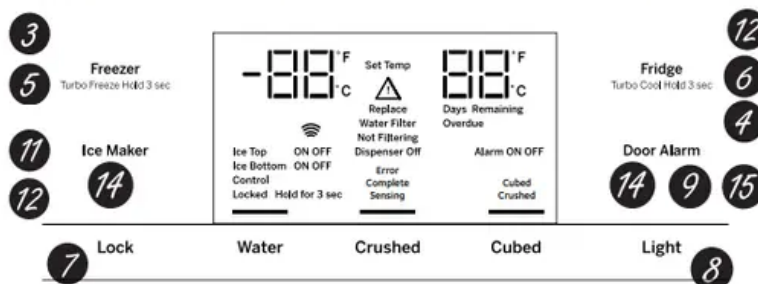 3
5
Freezer
Turbo Freeze Hold 3 sec
11
Ice Maker
14
12
-88°F
°C
Set Temp
88°F
°C
Replace
Water Filter
Not Filtering
Dispenser Off
Days Remaining
Overdue
Ice Top ON OFF
Ice Bottom ON OFF
Control
Locked Hold for 3 sec
Alarm ON OFF
Error
Complete
Sensing
Cubed
Crushed
12
Fridge
Turbo Cool Hold 3 sec
6
4
Door Alarm
14 9 15
Lock Water Crushed Cubed Light
7
8